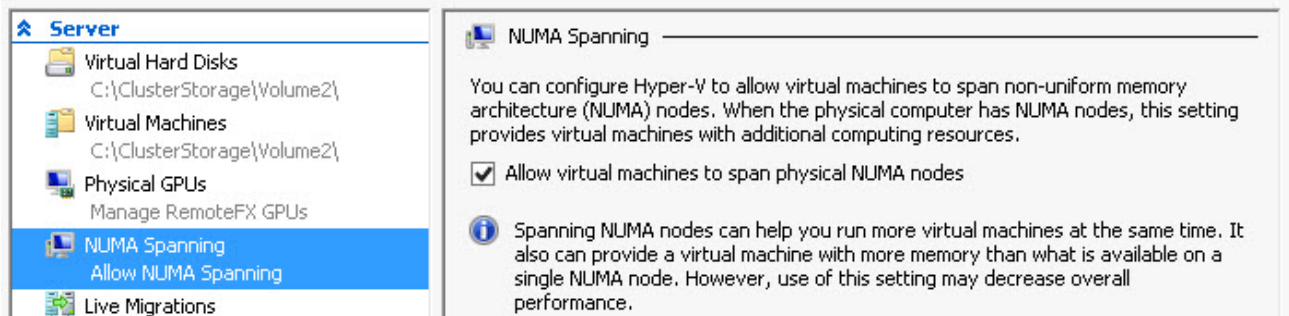 Server
Virtual Hard Disks
C:\ClusterStorage\Volume2\
Virtual Machines
C:\ClusterStorage\Volume2\
Physical GPUs
Manage RemoteFX GPUs
NUMA Spanning
Allow NUMA Spanning
Live Migrations
NUMA Spanning
You can configure Hyper-V to allow virtual machines to span non-uniform memory
architecture (NUMA) nodes. When the physical computer has NUMA nodes, this setting
provides virtual machines with additional computing resources.
Allow virtual machines to span physical NUMA nodes
Spanning NUMA nodes can help you run more virtual machines at the same time. It
also can provide a virtual machine with more memory than what is available on a
single NUMA node. However, use of this setting may decrease overall
performance.